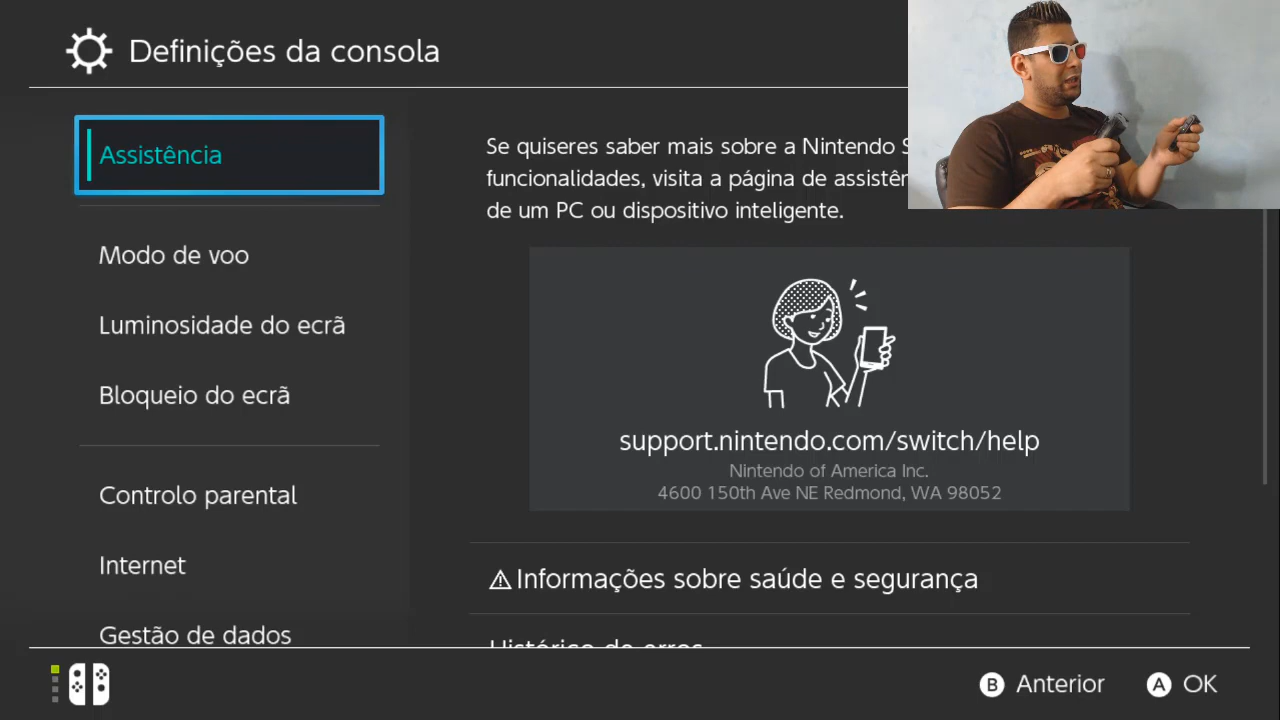 Definições da consola
Assistência
Modo de voo
Luminosidade do ecrã
Bloqueio do ecrã
Controlo parental
Internet
Gestão de dados
Se quiseres saber mais sobre a Nintendo
funcionalidades, visita a página de
de um PC ou dispositivo inteligente.
support.nintendo.com/switch/help
Nintendo of America Inc.
4600 150th Ave NE Redmond, WA 98052
Informações sobre saúde e segurança
Histórico de erros
B Anterior
A OK